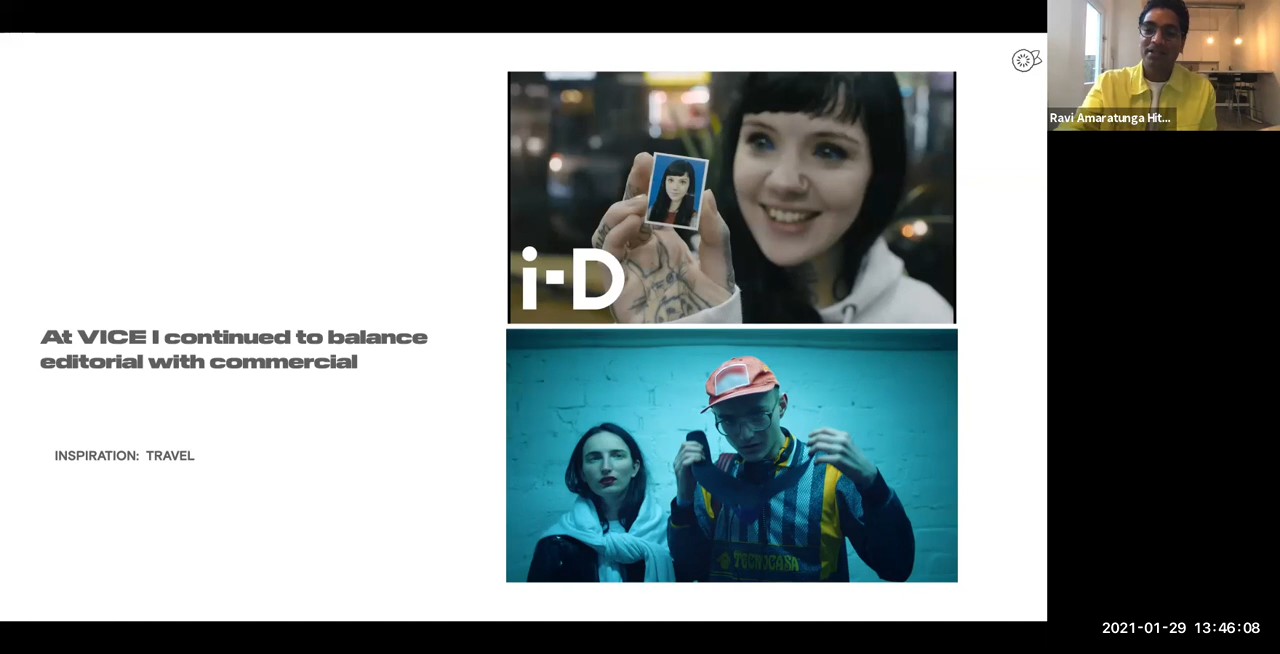 Ravi Amaratunga Hit...
i-D
At VICE I continued to balance
editorial with commercial
INSPIRATION: TRAVEL
TECNOCASA
2021-01-29 13:46:08